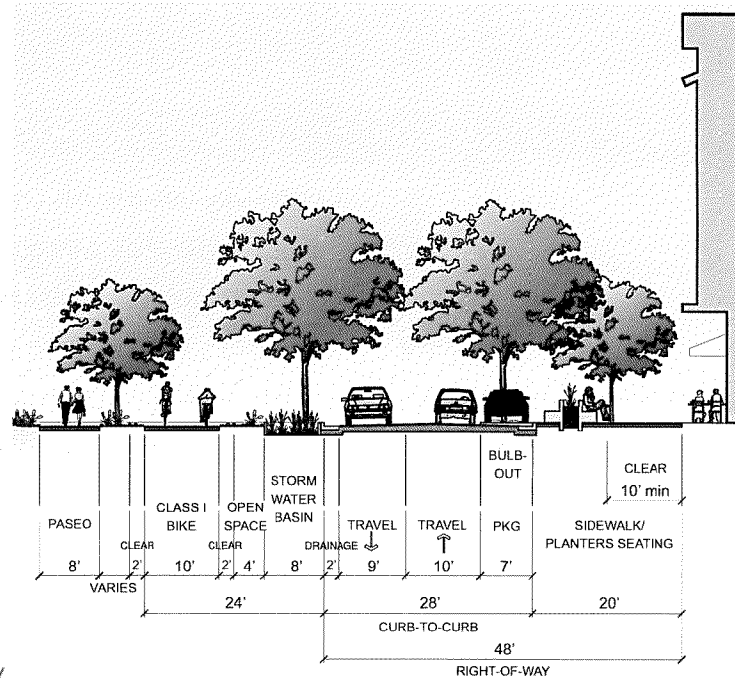 BULB-
OUT
CLEAR
10' min
STORM
WATER
BASIN
CLASS I
BIKE
OPEN
SPACE
PASEO
TRAVEL
TRAVEL
PKG
SIDEWALK/
PLANTERS SEATING
CLEAR
CLEAR
DRAINAGE
8'
2'
10'
2'
4'
8'
2'
9'
10'
7'
VARIES
24'
28'
20'
CURB-TO-CURB
48'
RIGHT-OF-WAY